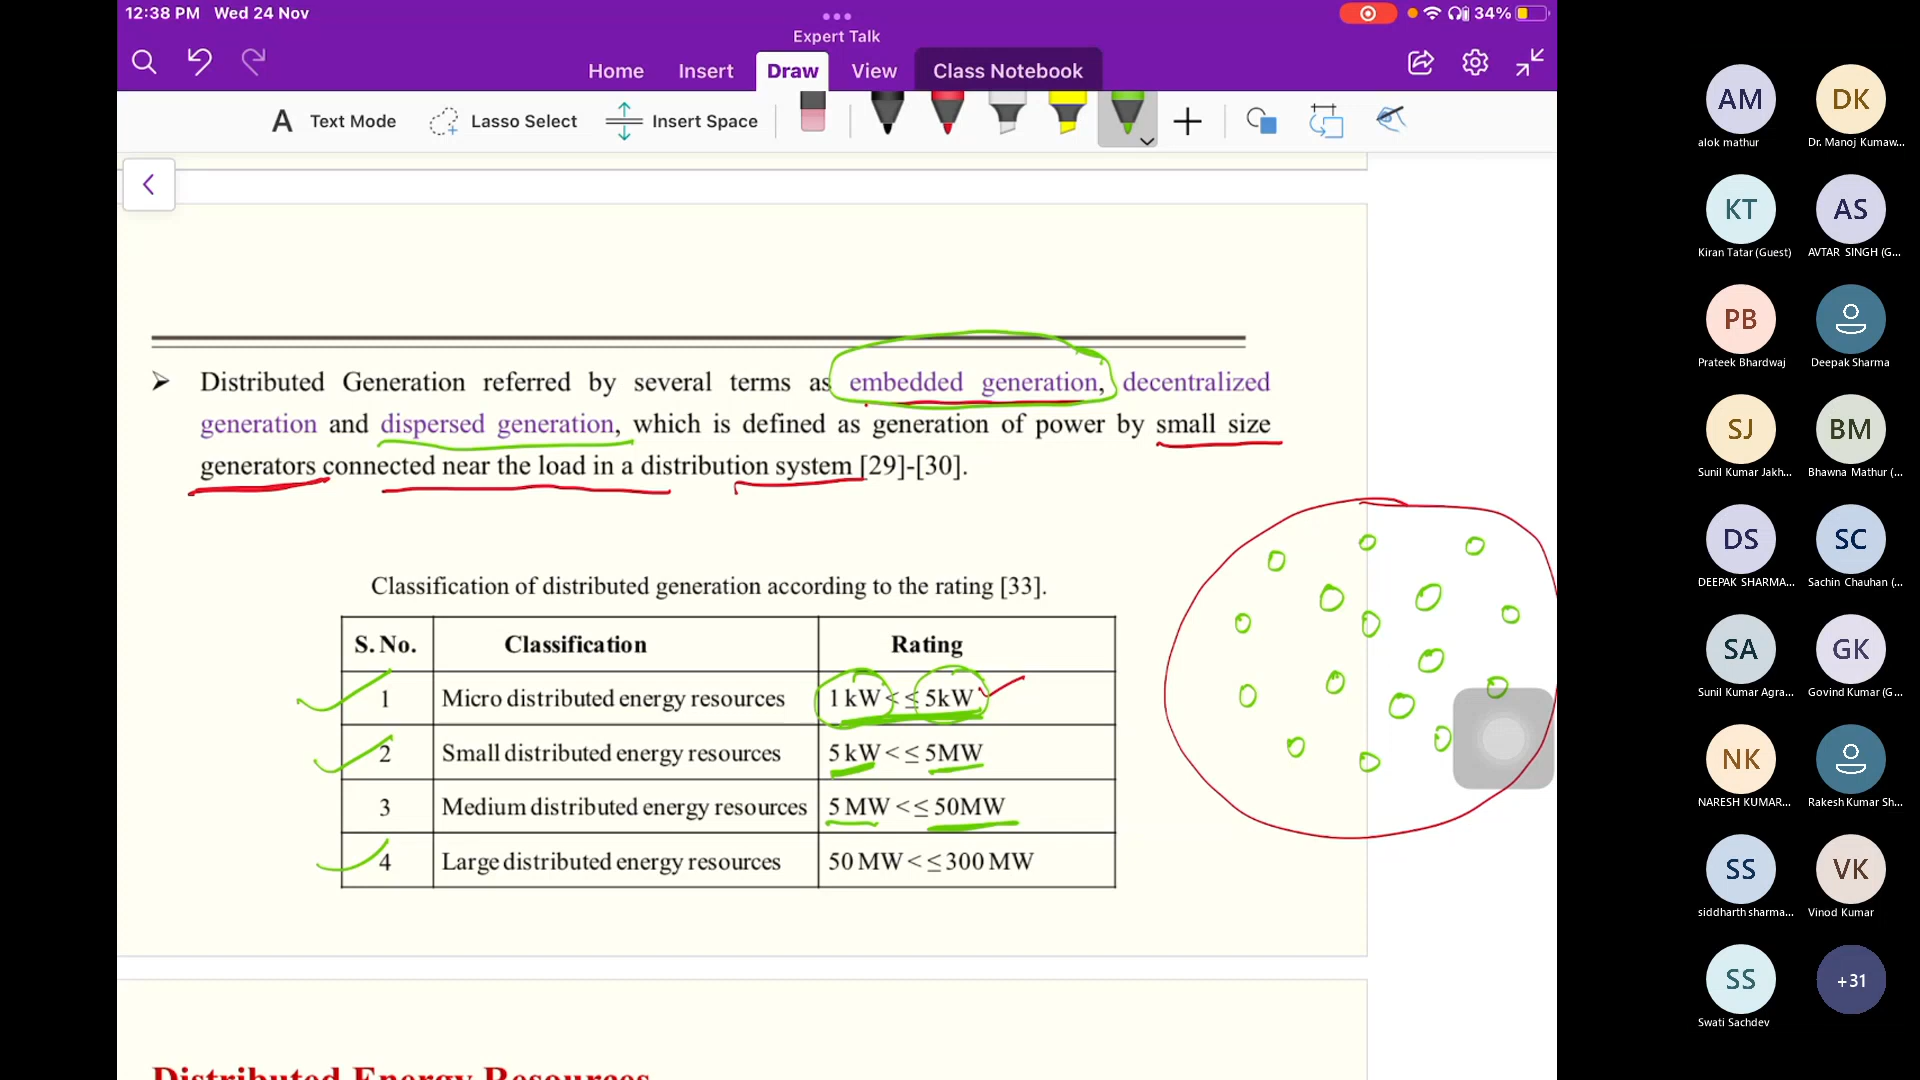 12:38 PM Wed 24 Nov
34%
Expert Talk
Home Insert Draw View Class Notebook
A Text Mode Lasso Select Insert Space
➢ Distributed Generation referred by several terms as embedded generation, decentralized
generation and dispersed generation, which is defined as generation of power by small size
generators connected near the load in a distribution system [29]-[30].
Classification of distributed generation according to the rating [33].
S. No. Classification Rating
1 Micro distributed energy resources 1 kW < ≤ 5kW
2 Small distributed energy resources 5 kW < ≤ 5MW
3 Medium distributed energy resources 5 MW < ≤ 50MW
4 Large distributed energy resources 50 MW < ≤ 300 MW
Distributed Energy Resources
AM DK
alok mathur Dr. Manoj Kumaw...
KT AS
Kiran Tatar (Guest) AVTAR SINGH (G...
PB
Prateek Bhardwaj Deepak Sharma
SJ BM
Sunil Kumar Jakh... Bhawna Mathur (...
DS SC
DEEPAK SHARMA... Sachin Chauhan (...
SA GK
Sunil Kumar Agra... Govind Kumar (G...
NK
NARESH KUMAR... Rakesh Kumar Sh...
SS VK
siddharth sharma... Vinod Kumar
SS +31
Swati Sachdev